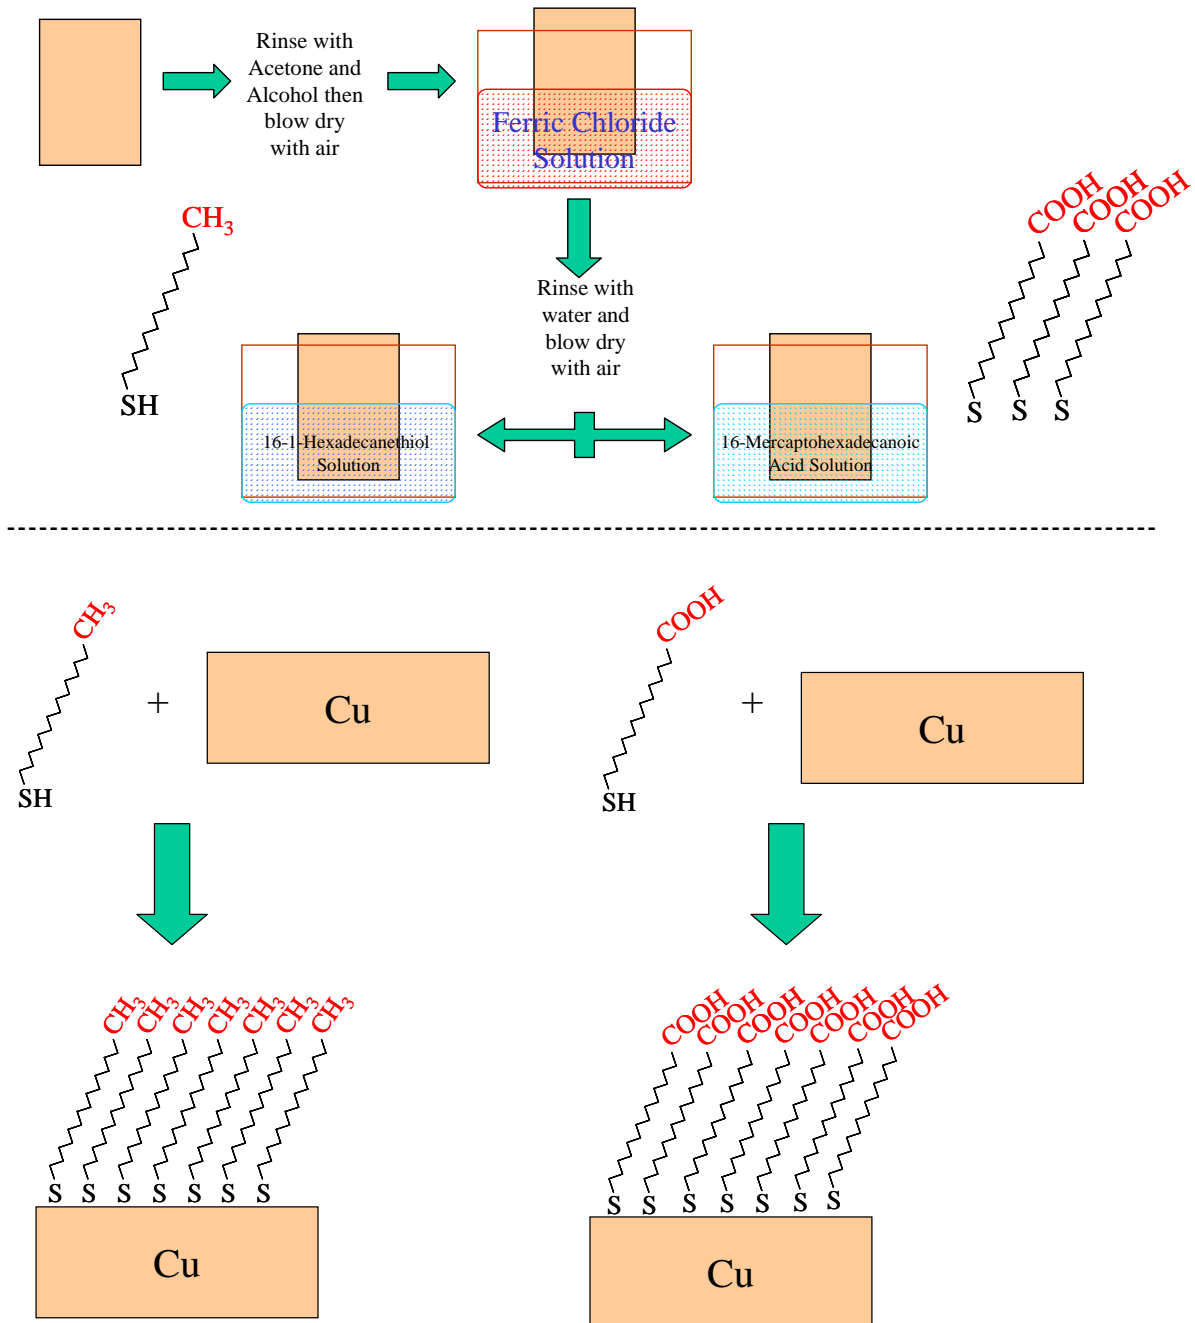 Rinse with
Acetone and
Alcohol then
blow dry
with air
Ferric Chloride
Solution
CH3
SH
COOH
COOH
COOH
S
S
S
Rinse with
water and
blow dry
with air
16-1-Hexadecanethiol
Solution
16-Mercaptohexadecanoic
Acid Solution
CH3
SH
+
Cu
COOH
SH
+
Cu
CH3 CH3 CH3 CH3 CH3 CH3 CH3
S S S S S S S
Cu
COOH COOH COOH COOH COOH COOH COOH
S S S S S S S
Cu